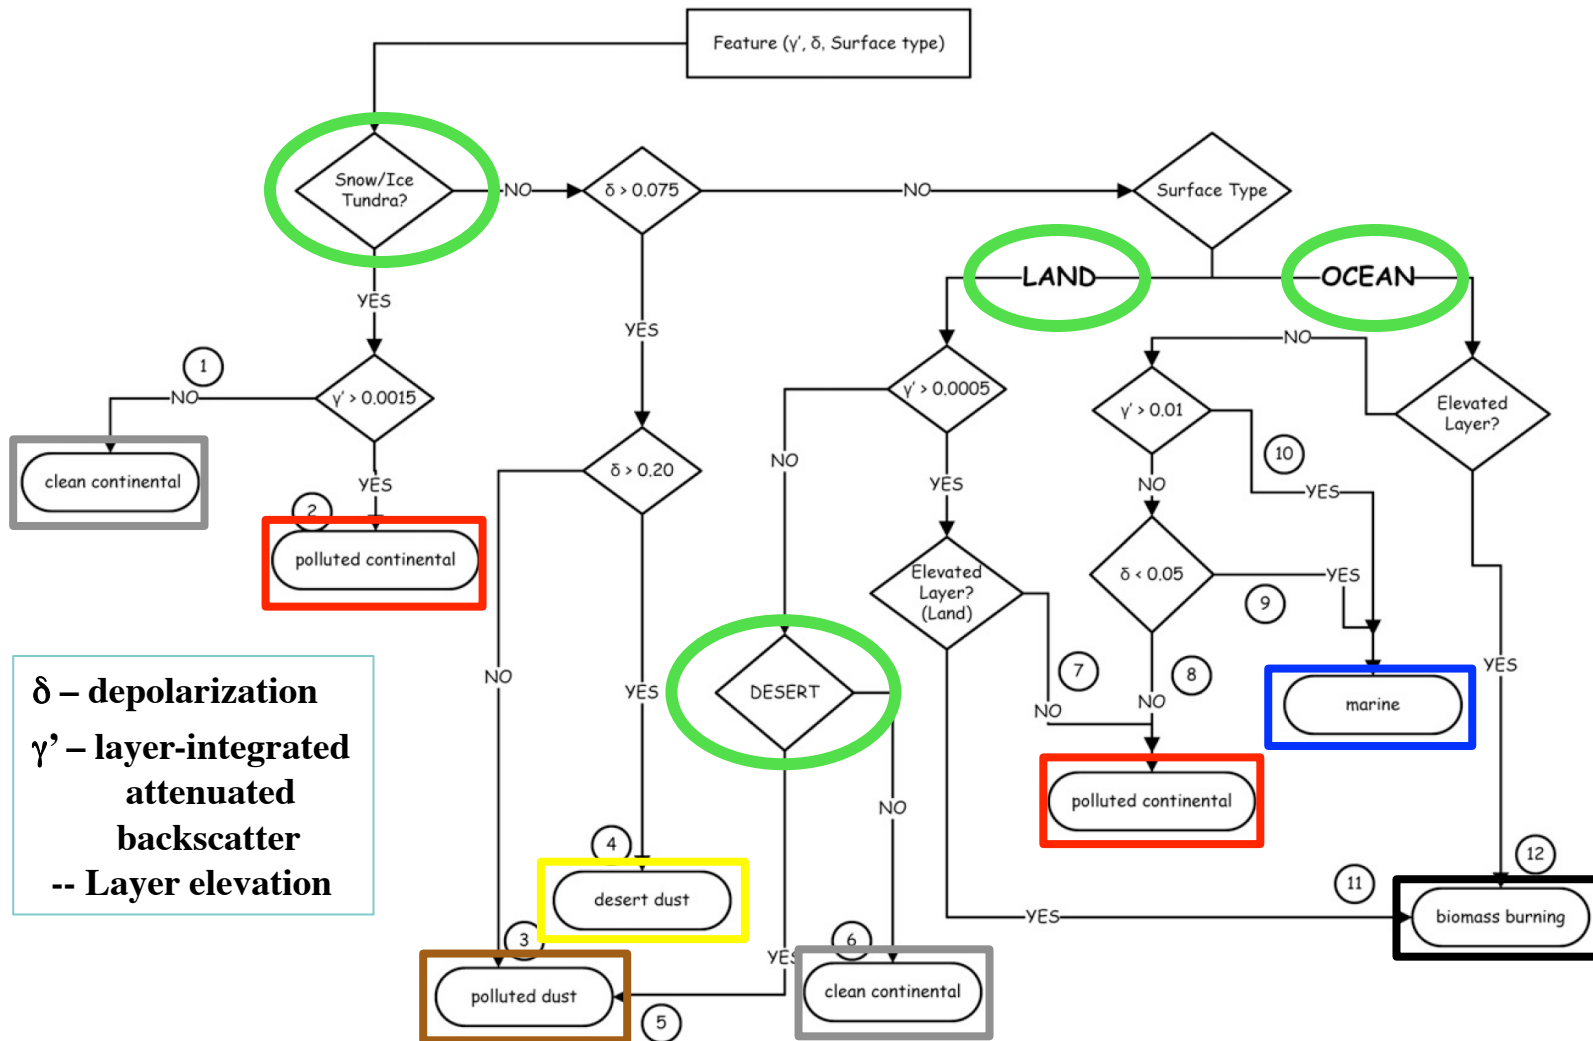 Feature (γ', δ, Surface type)
Snow/Ice
Tundra?
NO
δ > 0.075
NO
Surface Type
LAND
OCEAN
YES
YES
NO
1
NO
γ' > 0.0015
γ' > 0.0005
γ' > 0.01
Elevated
Layer?
clean continental
YES
δ > 0.20
NO
YES
10
NO
YES
2
polluted continental
Elevated
Layer?
(Land)
δ < 0.05
YES
9
NO
YES
DESERT
7
NO
8
NO
YES
marine
δ – depolarization
γ' – layer-integrated
attenuated
backscatter
-- Layer elevation
NO
polluted continental
4
desert dust
12
11
YES
biomass burning
3
YES
6
polluted dust
5
clean continental